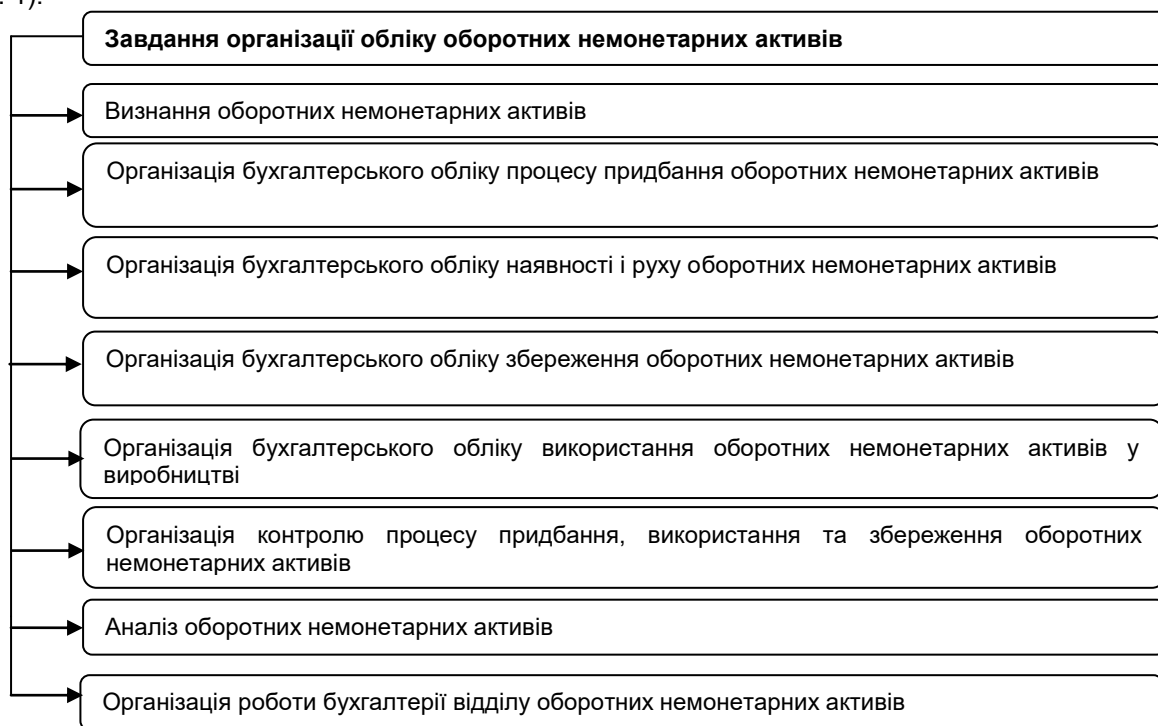 1).
Завдання організації обліку оборотних немонетарних активів
Визнання оборотних немонетарних активів
Організація бухгалтерського обліку процесу придбання оборотних немонетарних активів
Організація бухгалтерського обліку наявності і руху оборотних немонетарних активів
Організація бухгалтерського обліку збереження оборотних немонетарних активів
Організація бухгалтерського обліку використання оборотних немонетарних активів у
виробництві
Організація контролю процесу придбання, використання та збереження оборотних
немонетарних активів
Аналіз оборотних немонетарних активів
Організація роботи бухгалтерії відділу оборотних немонетарних активів